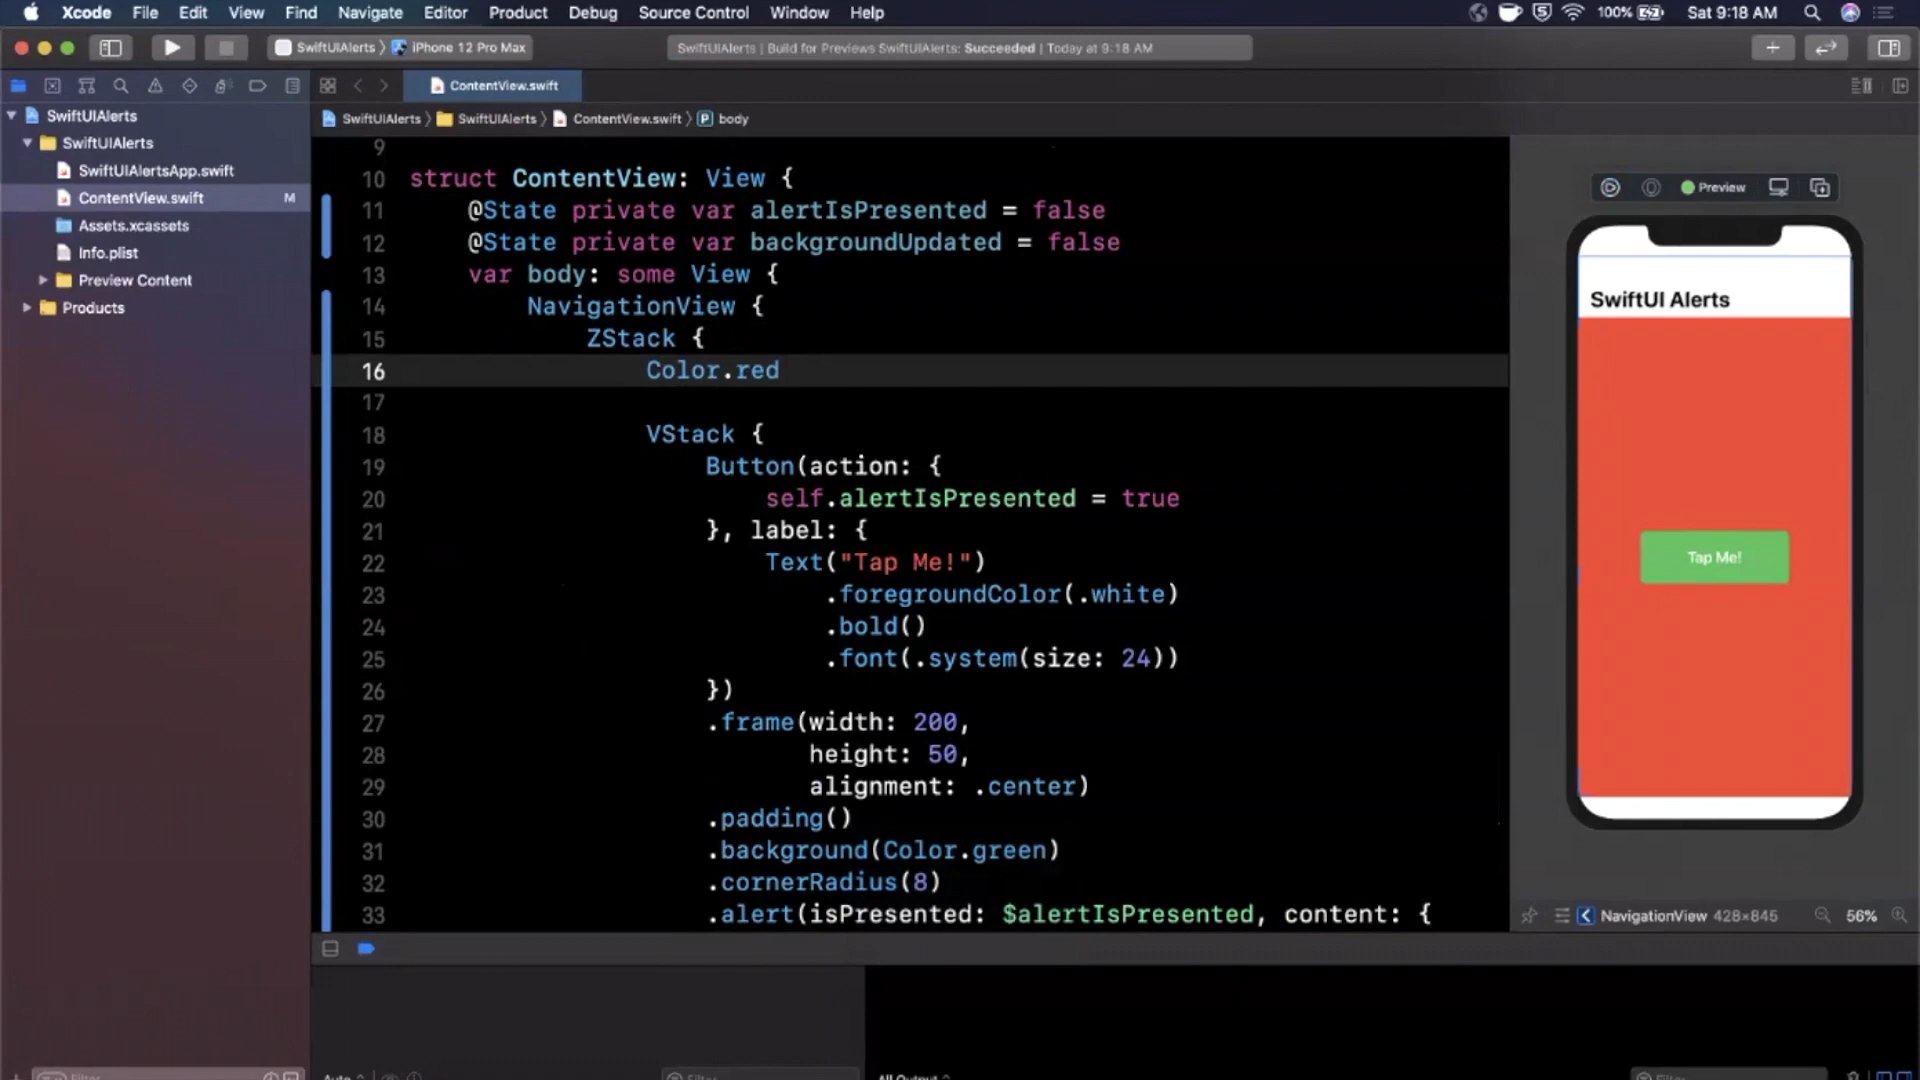 Xcode File Edit View Find Navigate Editor Product Debug Source Control Window Help 100% Sat 9:18 AM
SwiftUIAlerts iPhone 12 Pro Max SwiftUIAlerts | Build for Previews SwiftUIAlerts: Succeeded | Today at 9:18 AM
ContentView.swift
SwiftUIAlerts
SwiftUIAlerts
SwiftUIAlertsApp.swift
ContentView.swift M
Assets.xcassets
Info.plist
Preview Content
Products
SwiftUIAlerts SwiftUIAlerts ContentView.swift P body
9
10 struct ContentView: View {
11 @State private var alertIsPresented = false
12 @State private var backgroundUpdated = false
13 var body: some View {
14 NavigationView {
15 ZStack {
16 Color.red
17
18 VStack {
19 Button(action: {
20 self.alertIsPresented = true
21 }, label: {
22 Text("Tap Me!")
23 .foregroundColor(.white)
24 .bold()
25 .font(.system(size: 24))
26 })
27 .frame(width: 200,
28 height: 50,
29 alignment: .center)
30 .padding()
31 .background(Color.green)
32 .cornerRadius(8)
33 .alert(isPresented: $alertIsPresented, content: {
Preview
SwiftUI Alerts
Tap Me!
NavigationView 428×845 56%
Filter Auto Filter All Output Filter